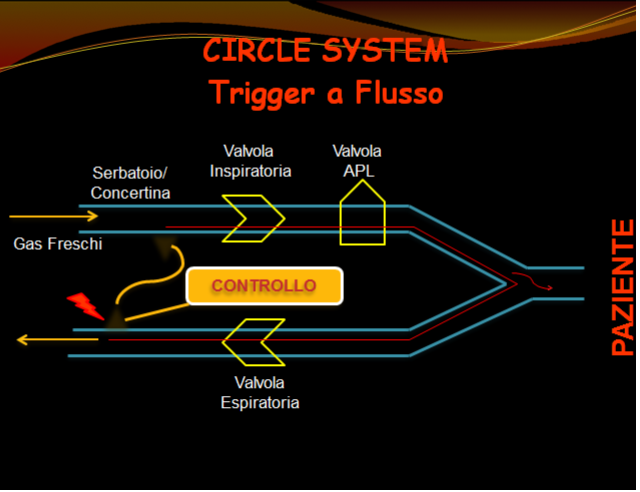 CIRCLE SYSTEM
Trigger a Flusso
Valvola
Inspiratoria
Valvola
APL
Serbatoio/
Concertina
Gas Freschi
CONTROLLO
PAZIENTE
Valvola
Espiratoria